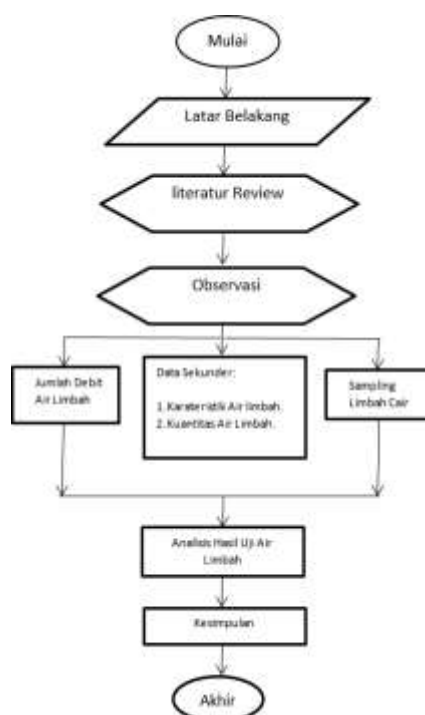 Mulai
Latar Belakang
literatur Review
Observasi
Jumlah Debit
Air Limbah
Data Sekunder:
1. Karateristik Air limbah.
2. Kuantitas Air Limbah.
Sampling
Limbah Cair
Analisis Hasil Uji Air
Limbah
Kesimpulan
Akhir